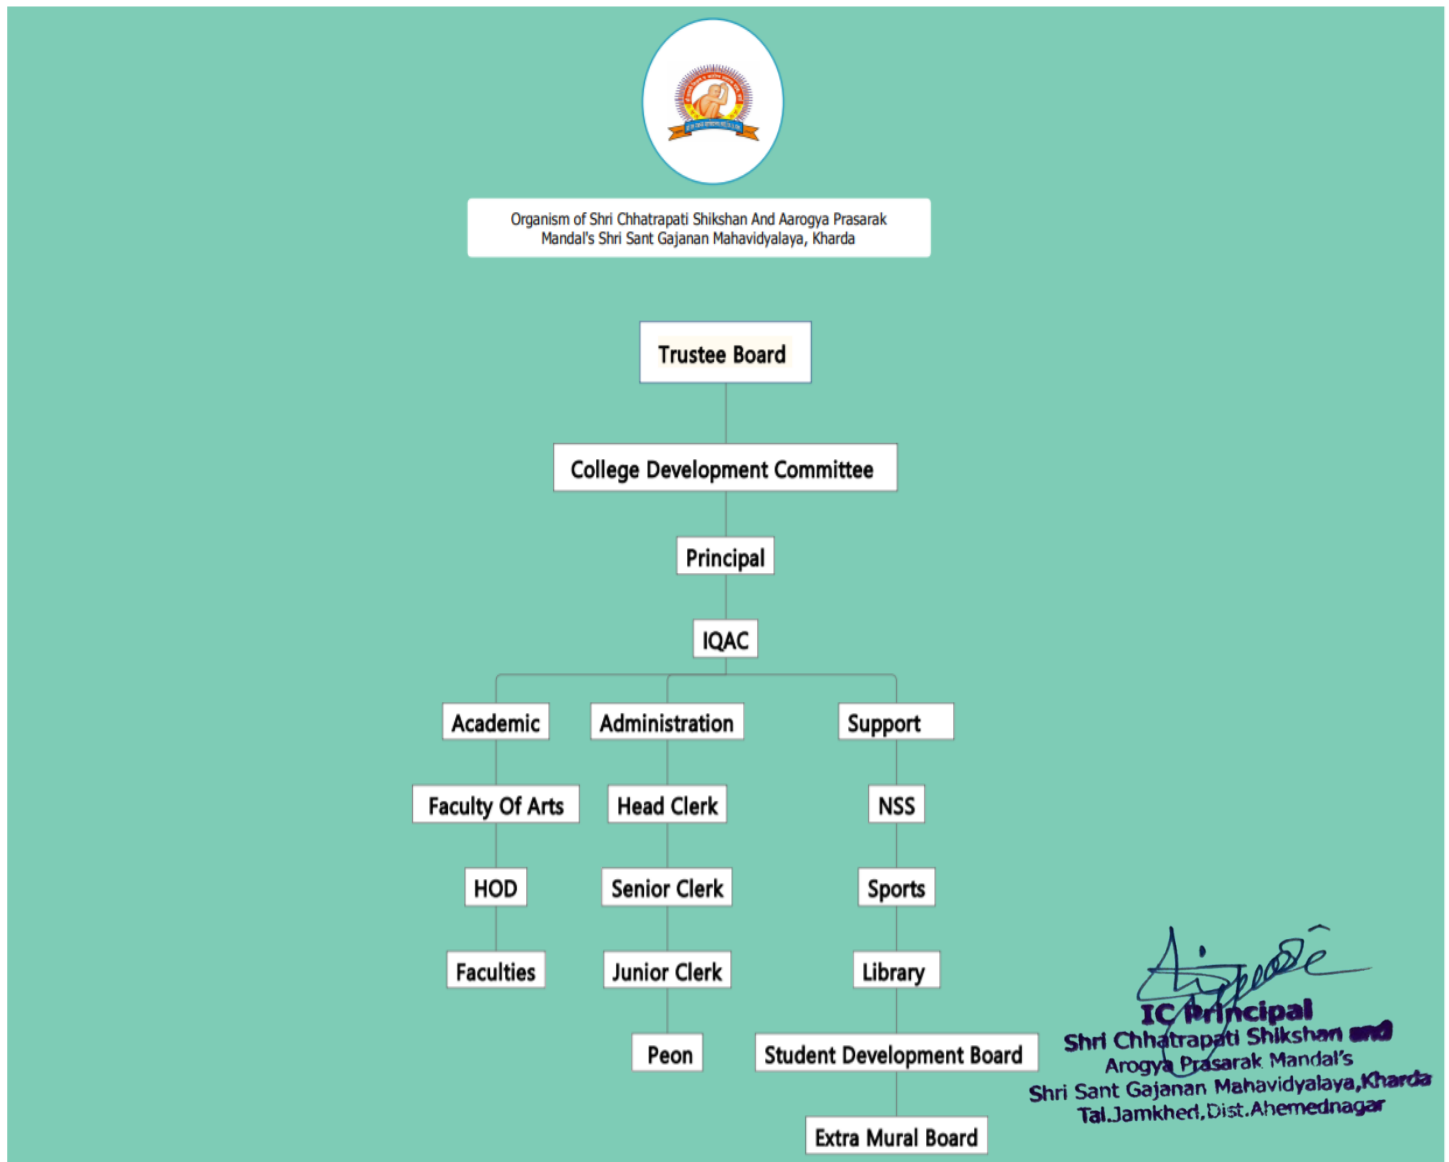 Organism of Shri Chhatrapati Shikshan And Aarogya Prasarak
Mandal's Shri Sant Gajanan Mahavidyalaya, Kharda
Trustee Board
College Development Committee
Principal
IQAC
Academic
Administration
Support
Faculty Of Arts
Head Clerk
NSS
HOD
Senior Clerk
Sports
Faculties
Junior Clerk
Library
Peon
Student Development Board
Extra Mural Board
IC Principal
Shri Chhatrapati Shikshan and
Arogya Prasarak Mandal's
Shri Sant Gajanan Mahavidyalaya,Kharda
Tal.Jamkhed,Dist.Ahemednagar